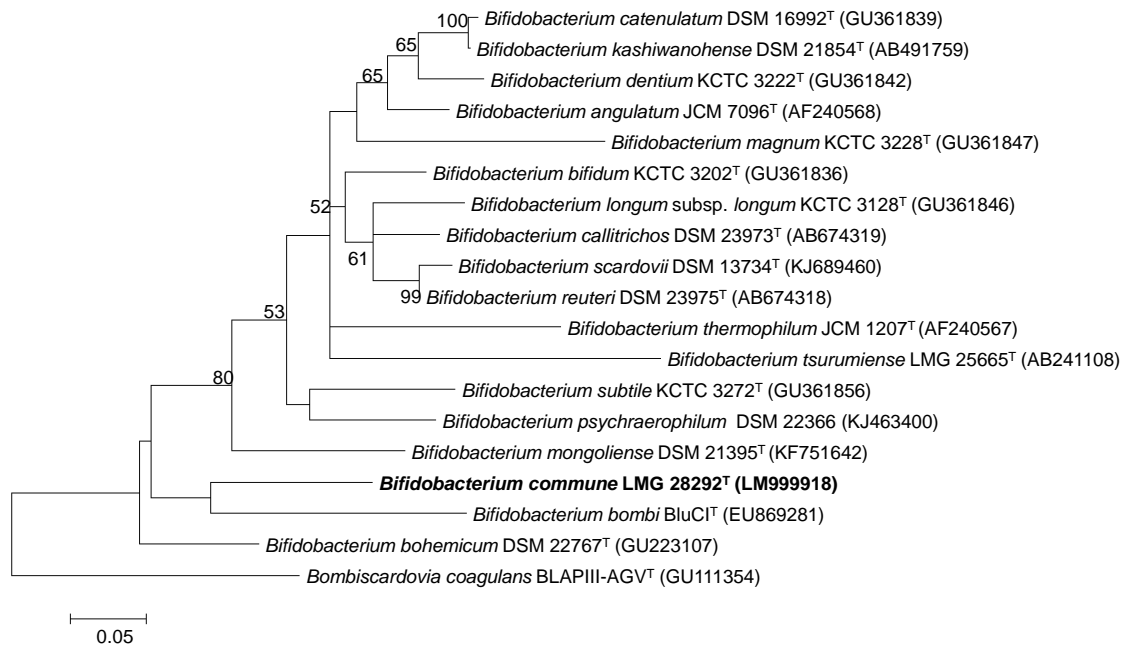 100
Bifidobacterium catenulatum DSM 16992ᵀ (GU361839)
65
Bifidobacterium kashiwanohense DSM 21854ᵀ (AB491759)
65
Bifidobacterium dentium KCTC 3222ᵀ (GU361842)
Bifidobacterium angulatum JCM 7096ᵀ (AF240568)
Bifidobacterium magnum KCTC 3228ᵀ (GU361847)
Bifidobacterium bifidum KCTC 3202ᵀ (GU361836)
52
Bifidobacterium longum subsp. longum KCTC 3128ᵀ (GU361846)
Bifidobacterium callitrichos DSM 23973ᵀ (AB674319)
61
Bifidobacterium scardovii DSM 13734ᵀ (KJ689460)
99
Bifidobacterium reuteri DSM 23975ᵀ (AB674318)
53
Bifidobacterium thermophilum JCM 1207ᵀ (AF240567)
Bifidobacterium tsurumiense LMG 25665ᵀ (AB241108)
80
Bifidobacterium subtile KCTC 3272ᵀ (GU361856)
Bifidobacterium psychraerophilum DSM 22366 (KJ463400)
Bifidobacterium mongoliense DSM 21395ᵀ (KF751642)
Bifidobacterium commune LMG 28292ᵀ (LM999918)
Bifidobacterium bombi BluCIᵀ (EU869281)
Bifidobacterium bohemicum DSM 22767ᵀ (GU223107)
Bombiscardovia coagulans BLAPIII-AGVᵀ (GU111354)
0.05